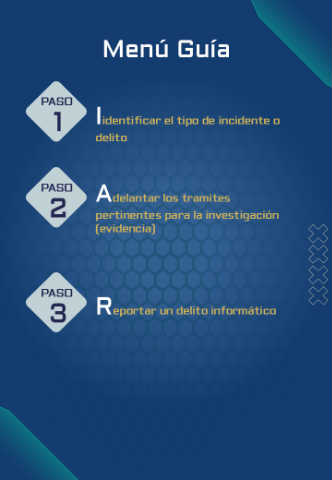 Menú Guía
PASO
1
Iidentificar el tipo de incidente o
delito
PASO
2
Adelantar los tramites
pertinentes para la investigación
(evidencia)
PASO
3
Reportar un delito informático